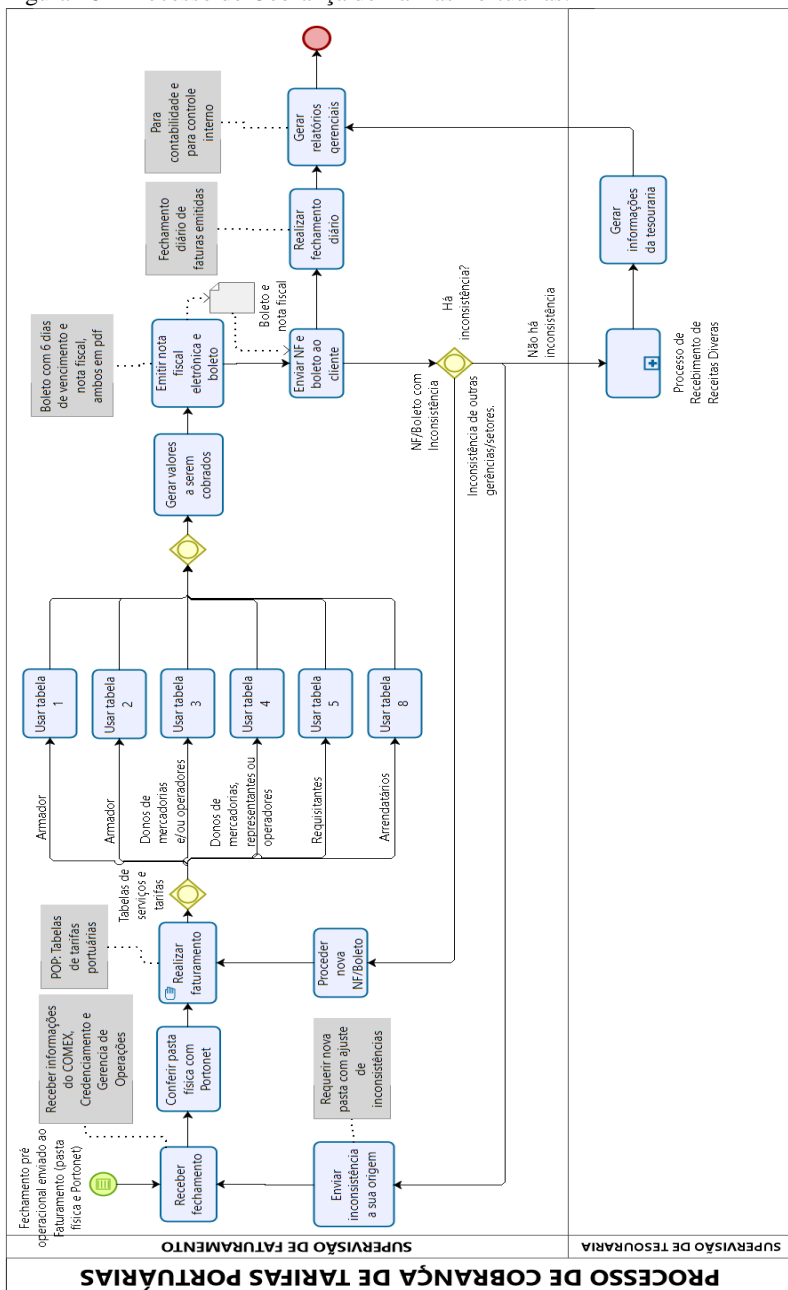 PROCESSO DE COBRANÇA DE TARIFAS PORTUÁRIAS
SUPERVISÃO DE FATURAMENTO
SUPERVISÃO DE TESOURARIA
Fechamento pré
operacional enviado ao
Faturamento (pasta
física e Portonet)
Receber
fechamento
Receber informações
do COMEX,
Credenciamento e
Gerencia de
Operações
Conferir pasta
física com
Portonet
POP: Tabelas
de tarifas
portuárias
Realizar
faturamento
Enviar
inconsistência
a sua origem
Requerir nova
pasta com ajuste
de
inconsistências
Proceder
nova
NF/Boleto
Tabelas de
serviços e
tarifas
Armador
Armador
Donos de
mercadorias
e/ou operadores
Donos de
mercadorias,
representantes ou
operadores
Requisitantes
Arrendatários
Usar tabela
1
Usar tabela
2
Usar tabela
3
Usar tabela
4
Usar tabela
5
Usar tabela
8
Gerar valores
a serem
cobrados
Boleto com 6 dias
de vencimento e
nota fiscal,
ambos em pdf
Emitir nota
fiscal
eletrônica e
boleto
Boleto e
nota fiscal
Enviar NF e
boleto ao
cliente
Fechamento
diário de
faturas emitidas
Realizar
fechamento
diário
Para
contabilidade e
para controle
interno
Gerar
relatórios
gerenciais
Há
inconsistência?
NF/Boleto com
Inconsistência
Inconsistência de outras
gerências/setores.
Não há
inconsistência
Processo de
Recebimento de
Receitas Diveras
Gerar
informações
da tesouraria